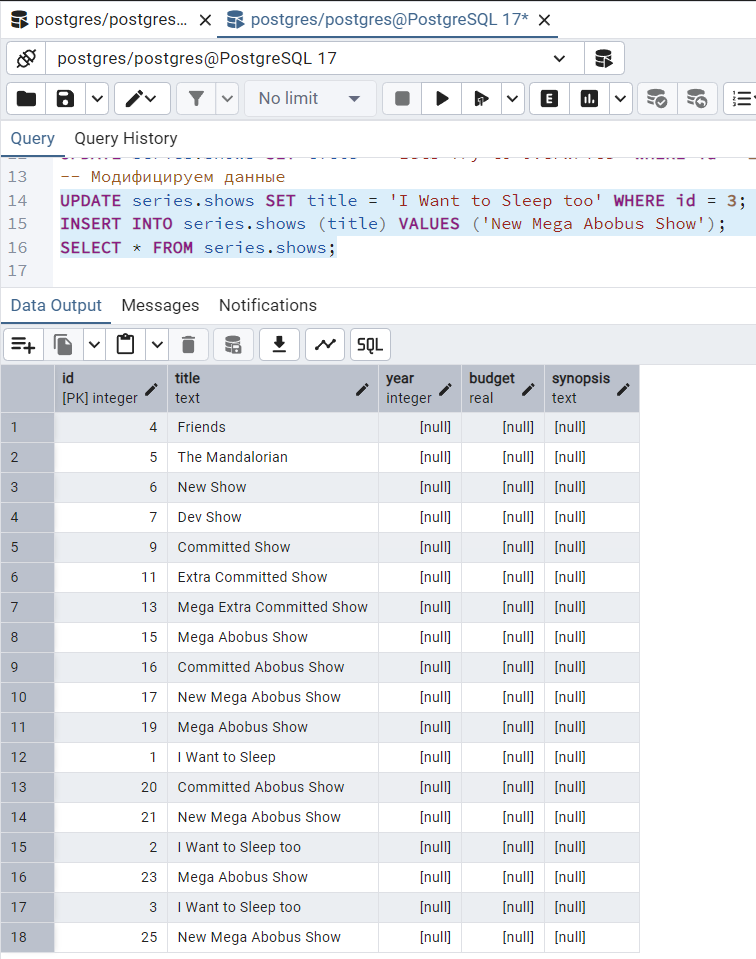 postgres/postgres... postgres/postgres@PostgreSQL 17*
postgres/postgres@PostgreSQL 17
No limit E
Query Query History
13 -- Модифицируем данные
14 UPDATE series.shows SET title = 'I Want to Sleep too' WHERE id = 3;
15 INSERT INTO series.shows (title) VALUES ('New Mega Abobus Show');
16 SELECT * FROM series.shows;
17
Data Output Messages Notifications
SQL
id title year budget synopsis
[PK] integer text integer real text
1 4 Friends [null] [null] [null]
2 5 The Mandalorian [null] [null] [null]
3 6 New Show [null] [null] [null]
4 7 Dev Show [null] [null] [null]
5 9 Committed Show [null] [null] [null]
6 11 Extra Committed Show [null] [null] [null]
7 13 Mega Extra Committed Show [null] [null] [null]
8 15 Mega Abobus Show [null] [null] [null]
9 16 Committed Abobus Show [null] [null] [null]
10 17 New Mega Abobus Show [null] [null] [null]
11 19 Mega Abobus Show [null] [null] [null]
12 1 I Want to Sleep [null] [null] [null]
13 20 Committed Abobus Show [null] [null] [null]
14 21 New Mega Abobus Show [null] [null] [null]
15 2 I Want to Sleep too [null] [null] [null]
16 23 Mega Abobus Show [null] [null] [null]
17 3 I Want to Sleep too [null] [null] [null]
18 25 New Mega Abobus Show [null] [null] [null]